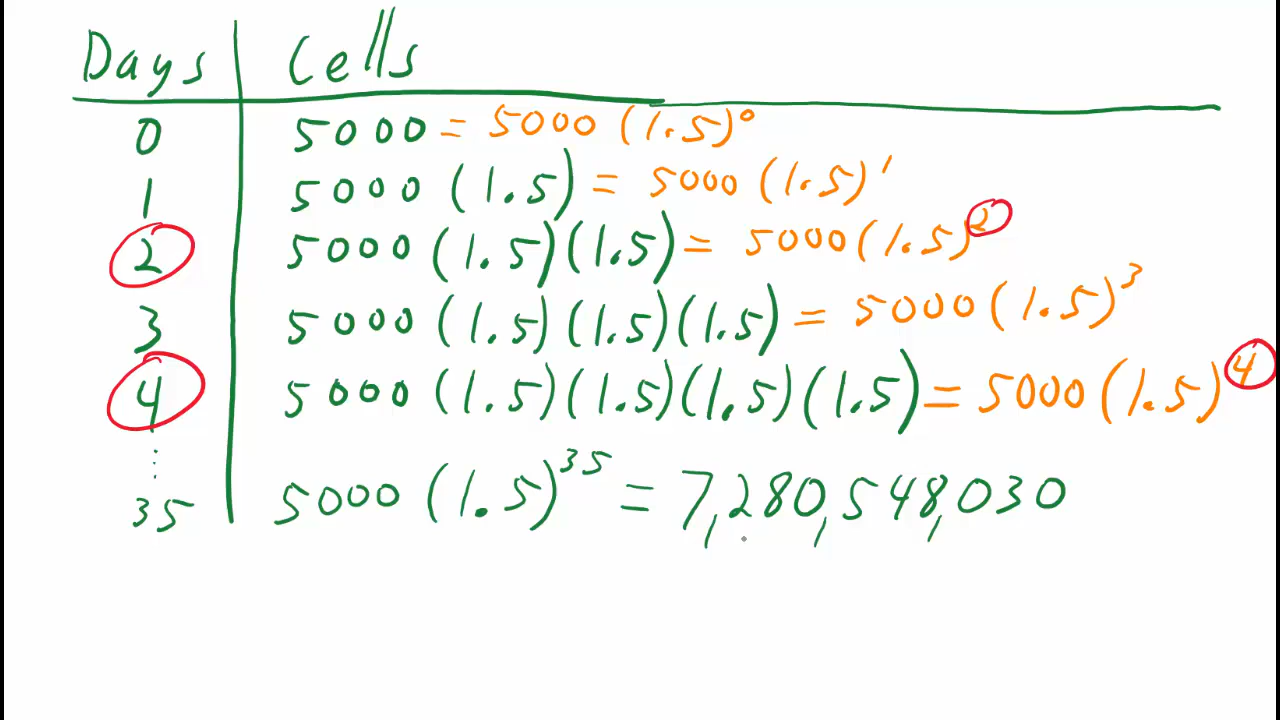 Days Cells
0 5000 = 5000 (1.5)⁰
1 5000 (1.5) = 5000 (1.5)¹
2 5000 (1.5)(1.5) = 5000 (1.5)²
3 5000 (1.5)(1.5)(1.5) = 5000 (1.5)³
4 5000 (1.5)(1.5)(1.5)(1.5) = 5000 (1.5)⁴
⋮
35 5000 (1.5)³⁵ = 7,280,548,030